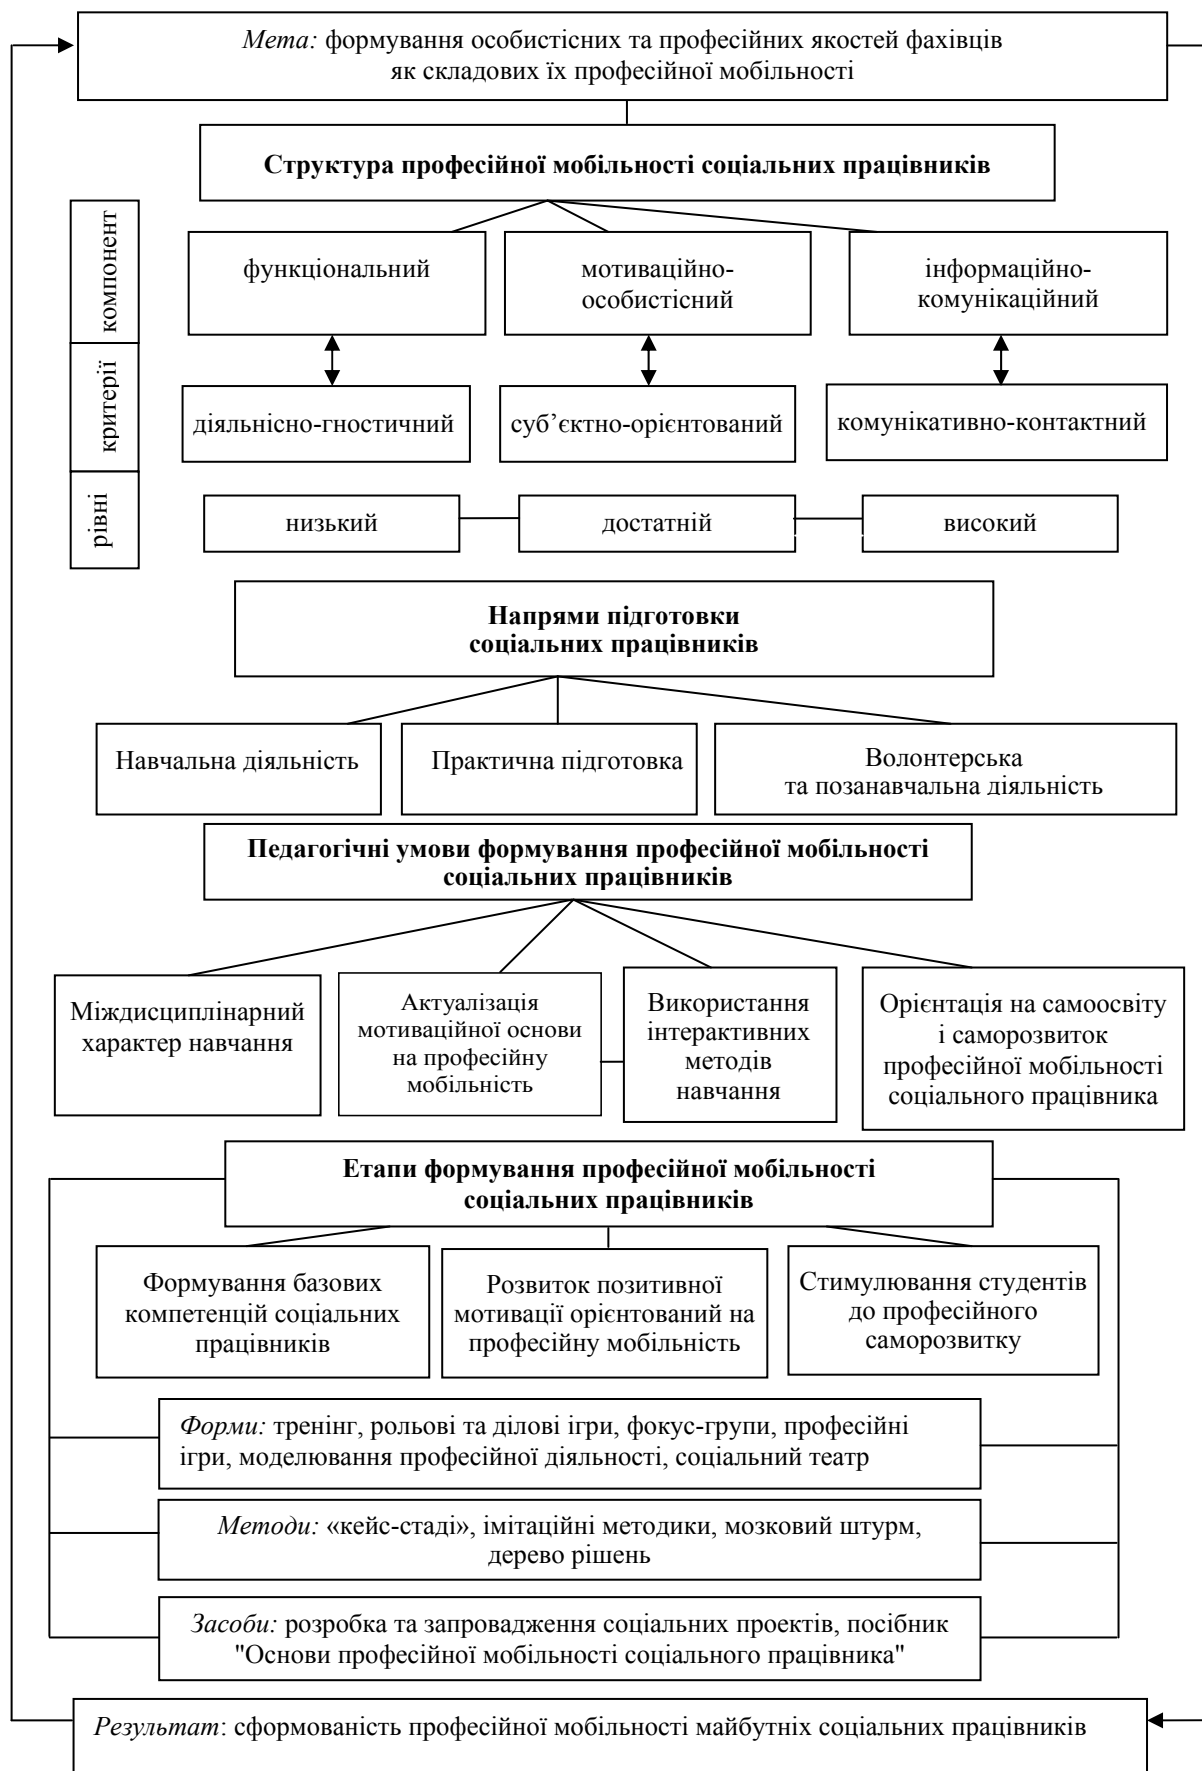 Мета: формування особистісних та професійних якостей фахівців
як складових їх професійної мобільності
Структура професійної мобільності соціальних працівників
компонент
функціональний
мотиваційно-
особистісний
інформаційно-
комунікаційний
критерії
діяльнісно-гностичний
суб’єктно-орієнтований
комунікативно-контактний
рівні
низький
достатній
високий
Напрями підготовки
соціальних працівників
Навчальна діяльність
Практична підготовка
Волонтерська
та позанавчальна діяльність
Педагогічні умови формування професійної мобільності
соціальних працівників
Міждисциплінарний
характер навчання
Актуалізація
мотиваційної основи
на професійну
мобільність
Використання
інтерактивних
методів
навчання
Орієнтація на самоосвіту
і саморозвиток
професійної мобільності
соціального працівника
Етапи формування професійної мобільності
соціальних працівників
Формування базових
компетенцій соціальних
працівників
Розвиток позитивної
мотивації орієнтований на
професійну мобільність
Стимулювання студентів
до професійного
саморозвитку
Форми: тренінг, рольові та ділові ігри, фокус-групи, професійні
ігри, моделювання професійної діяльності, соціальний театр
Методи: «кейс-стаді», імітаційні методики, мозковий штурм,
дерево рішень
Засоби: розробка та запровадження соціальних проектів, посібник
"Основи професійної мобільності соціального працівника"
Результат: сформованість професійної мобільності майбутніх соціальних працівників